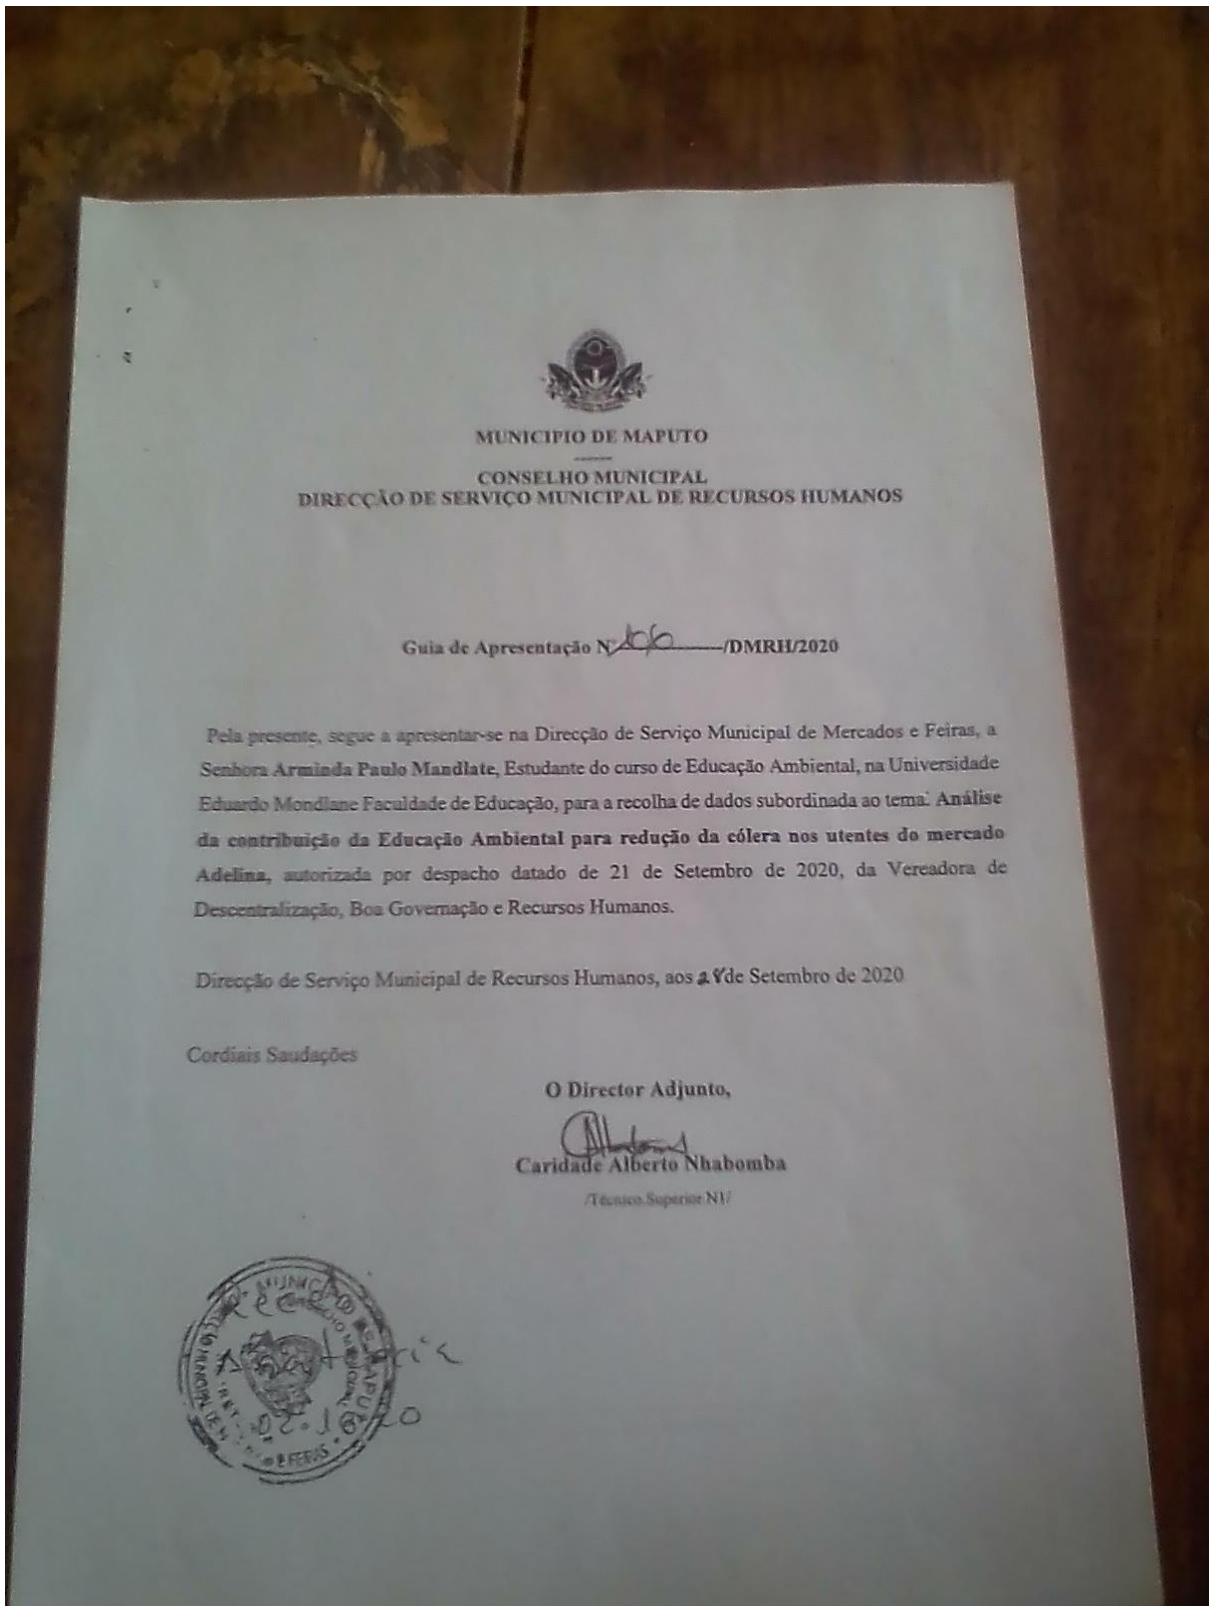 MUNICIPIO DE MAPUTO
CONSELHO MUNICIPAL
DIRECÇÃO DE SERVIÇO MUNICIPAL DE RECURSOS HUMANOS
Guia de Apresentação Nº 106/DMRH/2020
Pela presente, segue a apresentar-se na Direcção de Serviço Municipal de Mercados e Feiras, a
Senhora Arminda Paulo Mandlate, Estudante do curso de Educação Ambiental, na Universidade
Eduardo Mondlane Faculdade de Educação, para a recolha de dados subordinada ao tema: Análise
da contribuição da Educação Ambiental para redução da cólera nos utentes do mercado
Adelina, autorizada por despacho datado de 21 de Setembro de 2020, da Vereadora de
Descentralização, Boa Governação e Recursos Humanos.
Direcção de Serviço Municipal de Recursos Humanos, aos 28 de Setembro de 2020
Cordiais Saudações
O Director Adjunto,
Caridade Alberto Nhabomba
/Técnico Superior N1/
FEIRAS